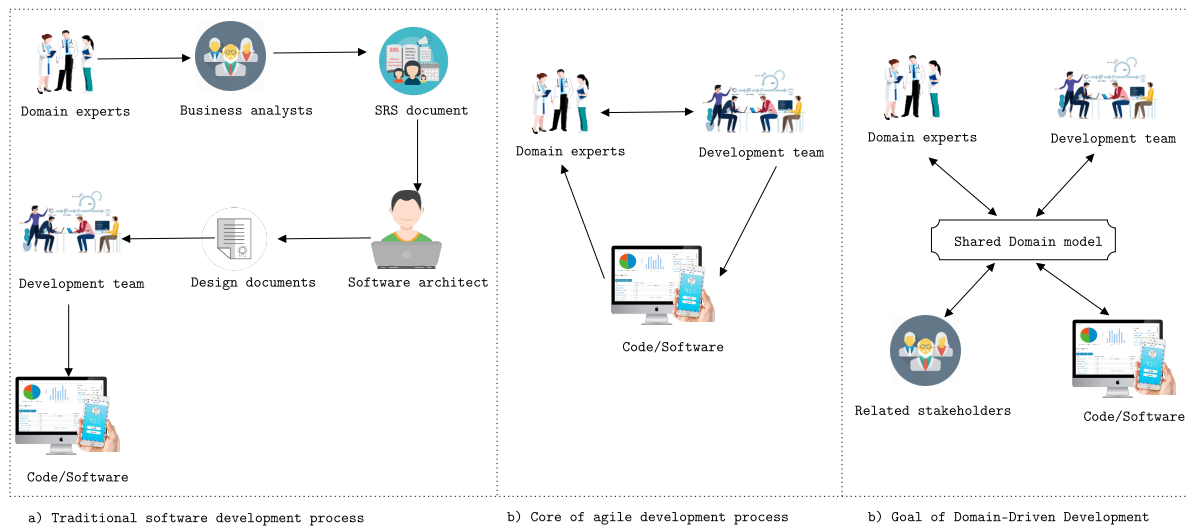 Domain experts
Business analysts
SRS document
Development team
Design documents
Software architect
Code/Software
a) Traditional software development process
Domain experts
Development team
Code/Software
b) Core of agile development process
Domain experts
Development team
Shared Domain model
Related stakeholders
Code/Software
b) Goal of Domain-Driven Development